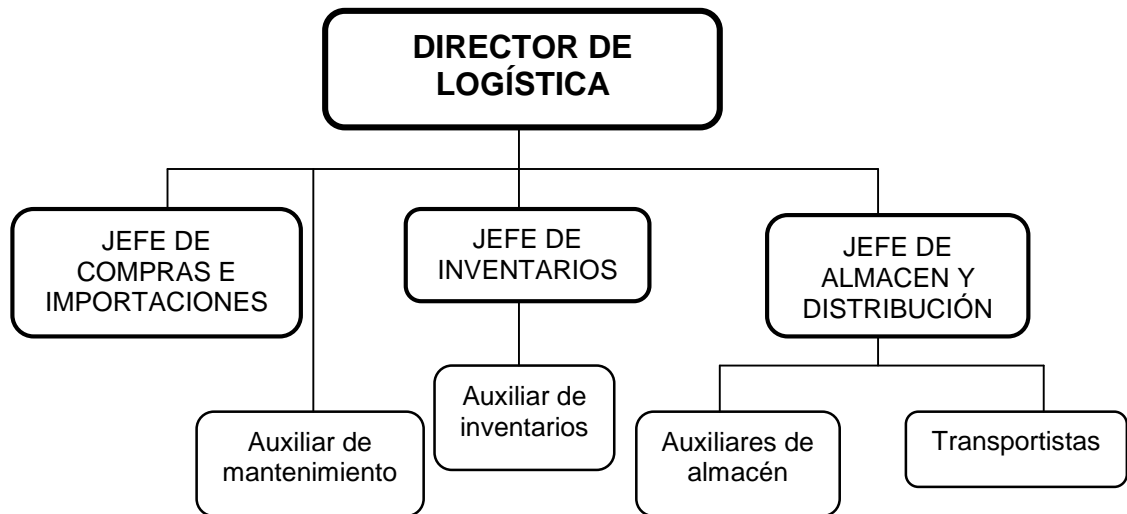 DIRECTOR DE
LOGÍSTICA
JEFE DE
COMPRAS E
IMPORTACIONES
JEFE DE
INVENTARIOS
JEFE DE
ALMACEN Y
DISTRIBUCIÓN
Auxiliar de
mantenimiento
Auxiliar de
inventarios
Auxiliares de
almacén
Transportistas